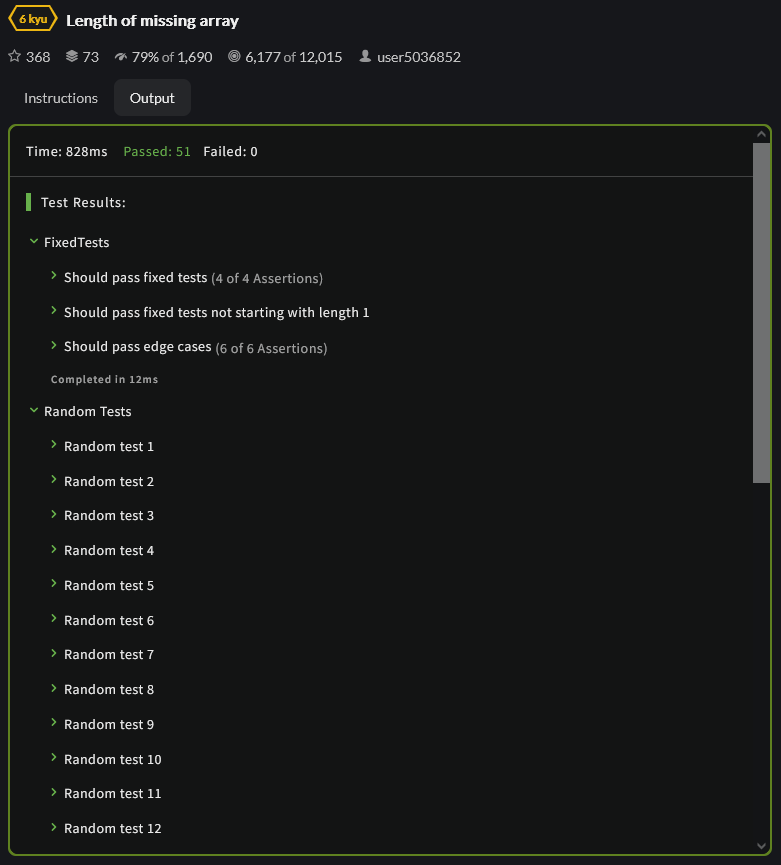 6 kyu Length of missing array
368 73 79% of 1,690 6,177 of 12,015 user5036852
Instructions Output
Time: 828ms Passed: 51 Failed: 0
Test Results:
FixedTests
Should pass fixed tests (4 of 4 Assertions)
Should pass fixed tests not starting with length 1
Should pass edge cases (6 of 6 Assertions)
Completed in 12ms
Random Tests
Random test 1
Random test 2
Random test 3
Random test 4
Random test 5
Random test 6
Random test 7
Random test 8
Random test 9
Random test 10
Random test 11
Random test 12